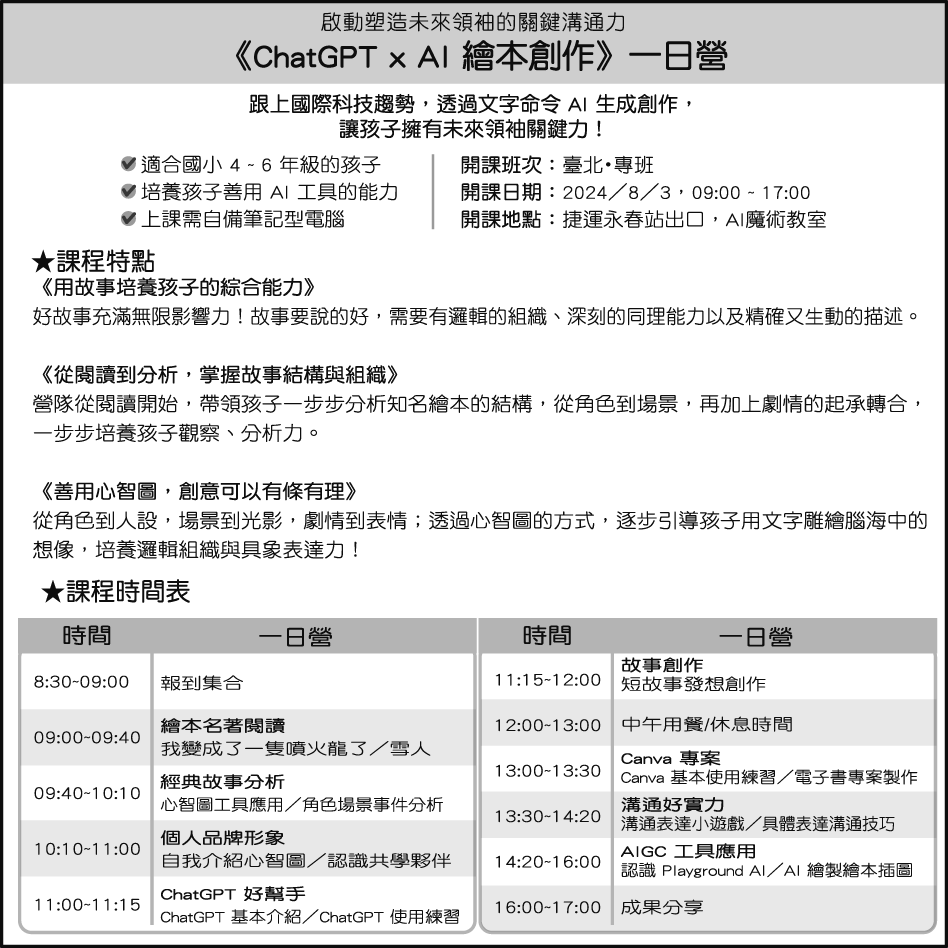 啟動塑造未來領袖的關鍵溝通力
《ChatGPT x AI 繪本創作》一日營
跟上國際科技趨勢，透過文字命令 AI 生成創作，
讓孩子擁有未來領袖關鍵力！
適合國小 4 ~ 6 年級的孩子
培養孩子善用 AI 工具的能力
上課需自備筆記型電腦
開課班次：臺北•專班
開課日期：2024／8／3，09:00 ~ 17:00
開課地點：捷運永春站出口，AI魔術教室
★課程特點
《用故事培養孩子的綜合能力》
好故事充滿無限影響力！故事要說的好，需要有邏輯的組織、深刻的同理能力以及精確又生動的描述。
《從閱讀到分析，掌握故事結構與組織》
營隊從閱讀開始，帶領孩子一步步分析知名繪本的結構，從角色到場景，再加上劇情的起承轉合，
一步步培養孩子觀察、分析力。
《善用心智圖，創意可以有條有理》
從角色到人設，場景到光影，劇情到表情；透過心智圖的方式，逐步引導孩子用文字雕繪腦海中的
想像，培養邏輯組織與具象表達力！
★課程時間表
時間 一日營
8:30~09:00 報到集合
09:00~09:40 繪本名著閱讀
我變成了一隻噴火龍了／雪人
09:40~10:10 經典故事分析
心智圖工具應用／角色場景事件分析
10:10~11:00 個人品牌形象
自我介紹心智圖／認識共學夥伴
11:00~11:15 ChatGPT 好幫手
ChatGPT 基本介紹／ChatGPT 使用練習
時間 一日營
11:15~12:00 故事創作
短故事發想創作
12:00~13:00 中午用餐/休息時間
13:00~13:30 Canva 專案
Canva 基本使用練習／電子書專案製作
13:30~14:20 溝通好實力
溝通表達小遊戲／具體表達溝通技巧
14:20~16:00 AIGC 工具應用
認識 Playground AI／AI 繪製繪本插圖
16:00~17:00 成果分享